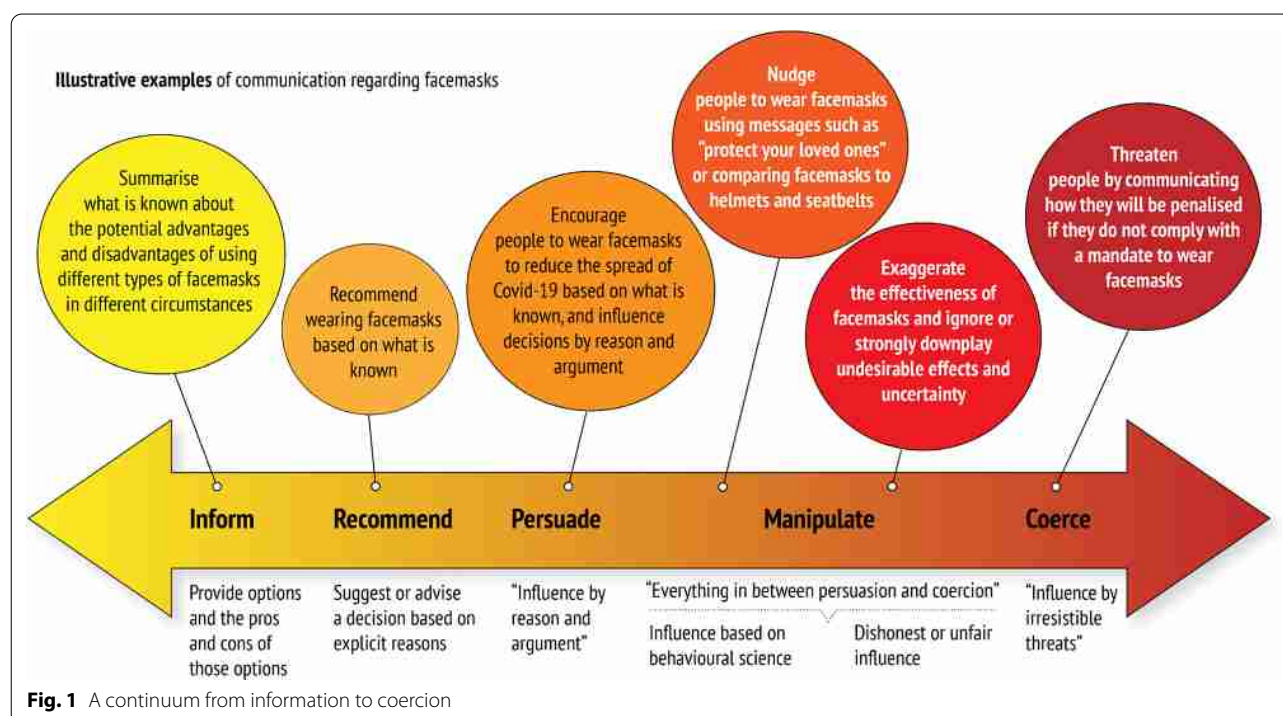 Illustrative examples of communication regarding facemasks
Summarise
what is known about
the potential advantages
and disadvantages of using
different types of facemasks
in different circumstances
Recommend
wearing facemasks
based on what is
known
Encourage
people to wear facemasks
to reduce the spread of
Covid-19 based on what is
known, and influence
decisions by reason and
argument
Nudge
people to wear facemasks
using messages such as
"protect your loved ones"
or comparing facemasks to
helmets and seatbelts
Exaggerate
the effectiveness of
facemasks and ignore or
strongly downplay
undesirable effects and
uncertainty
Threaten
people by communicating
how they will be penalised
if they do not comply with
a mandate to wear
facemasks
Inform
Recommend
Persuade
Manipulate
Coerce
Provide options
and the pros
and cons of
those options
Suggest or advise
a decision based on
explicit reasons
“Influence by
reason and
argument”
“Everything in between persuasion and coercion”
Influence based on
behavioural science
Dishonest or unfair
influence
“Influence by
irresistible
threats”
Fig. 1 A continuum from information to coercion